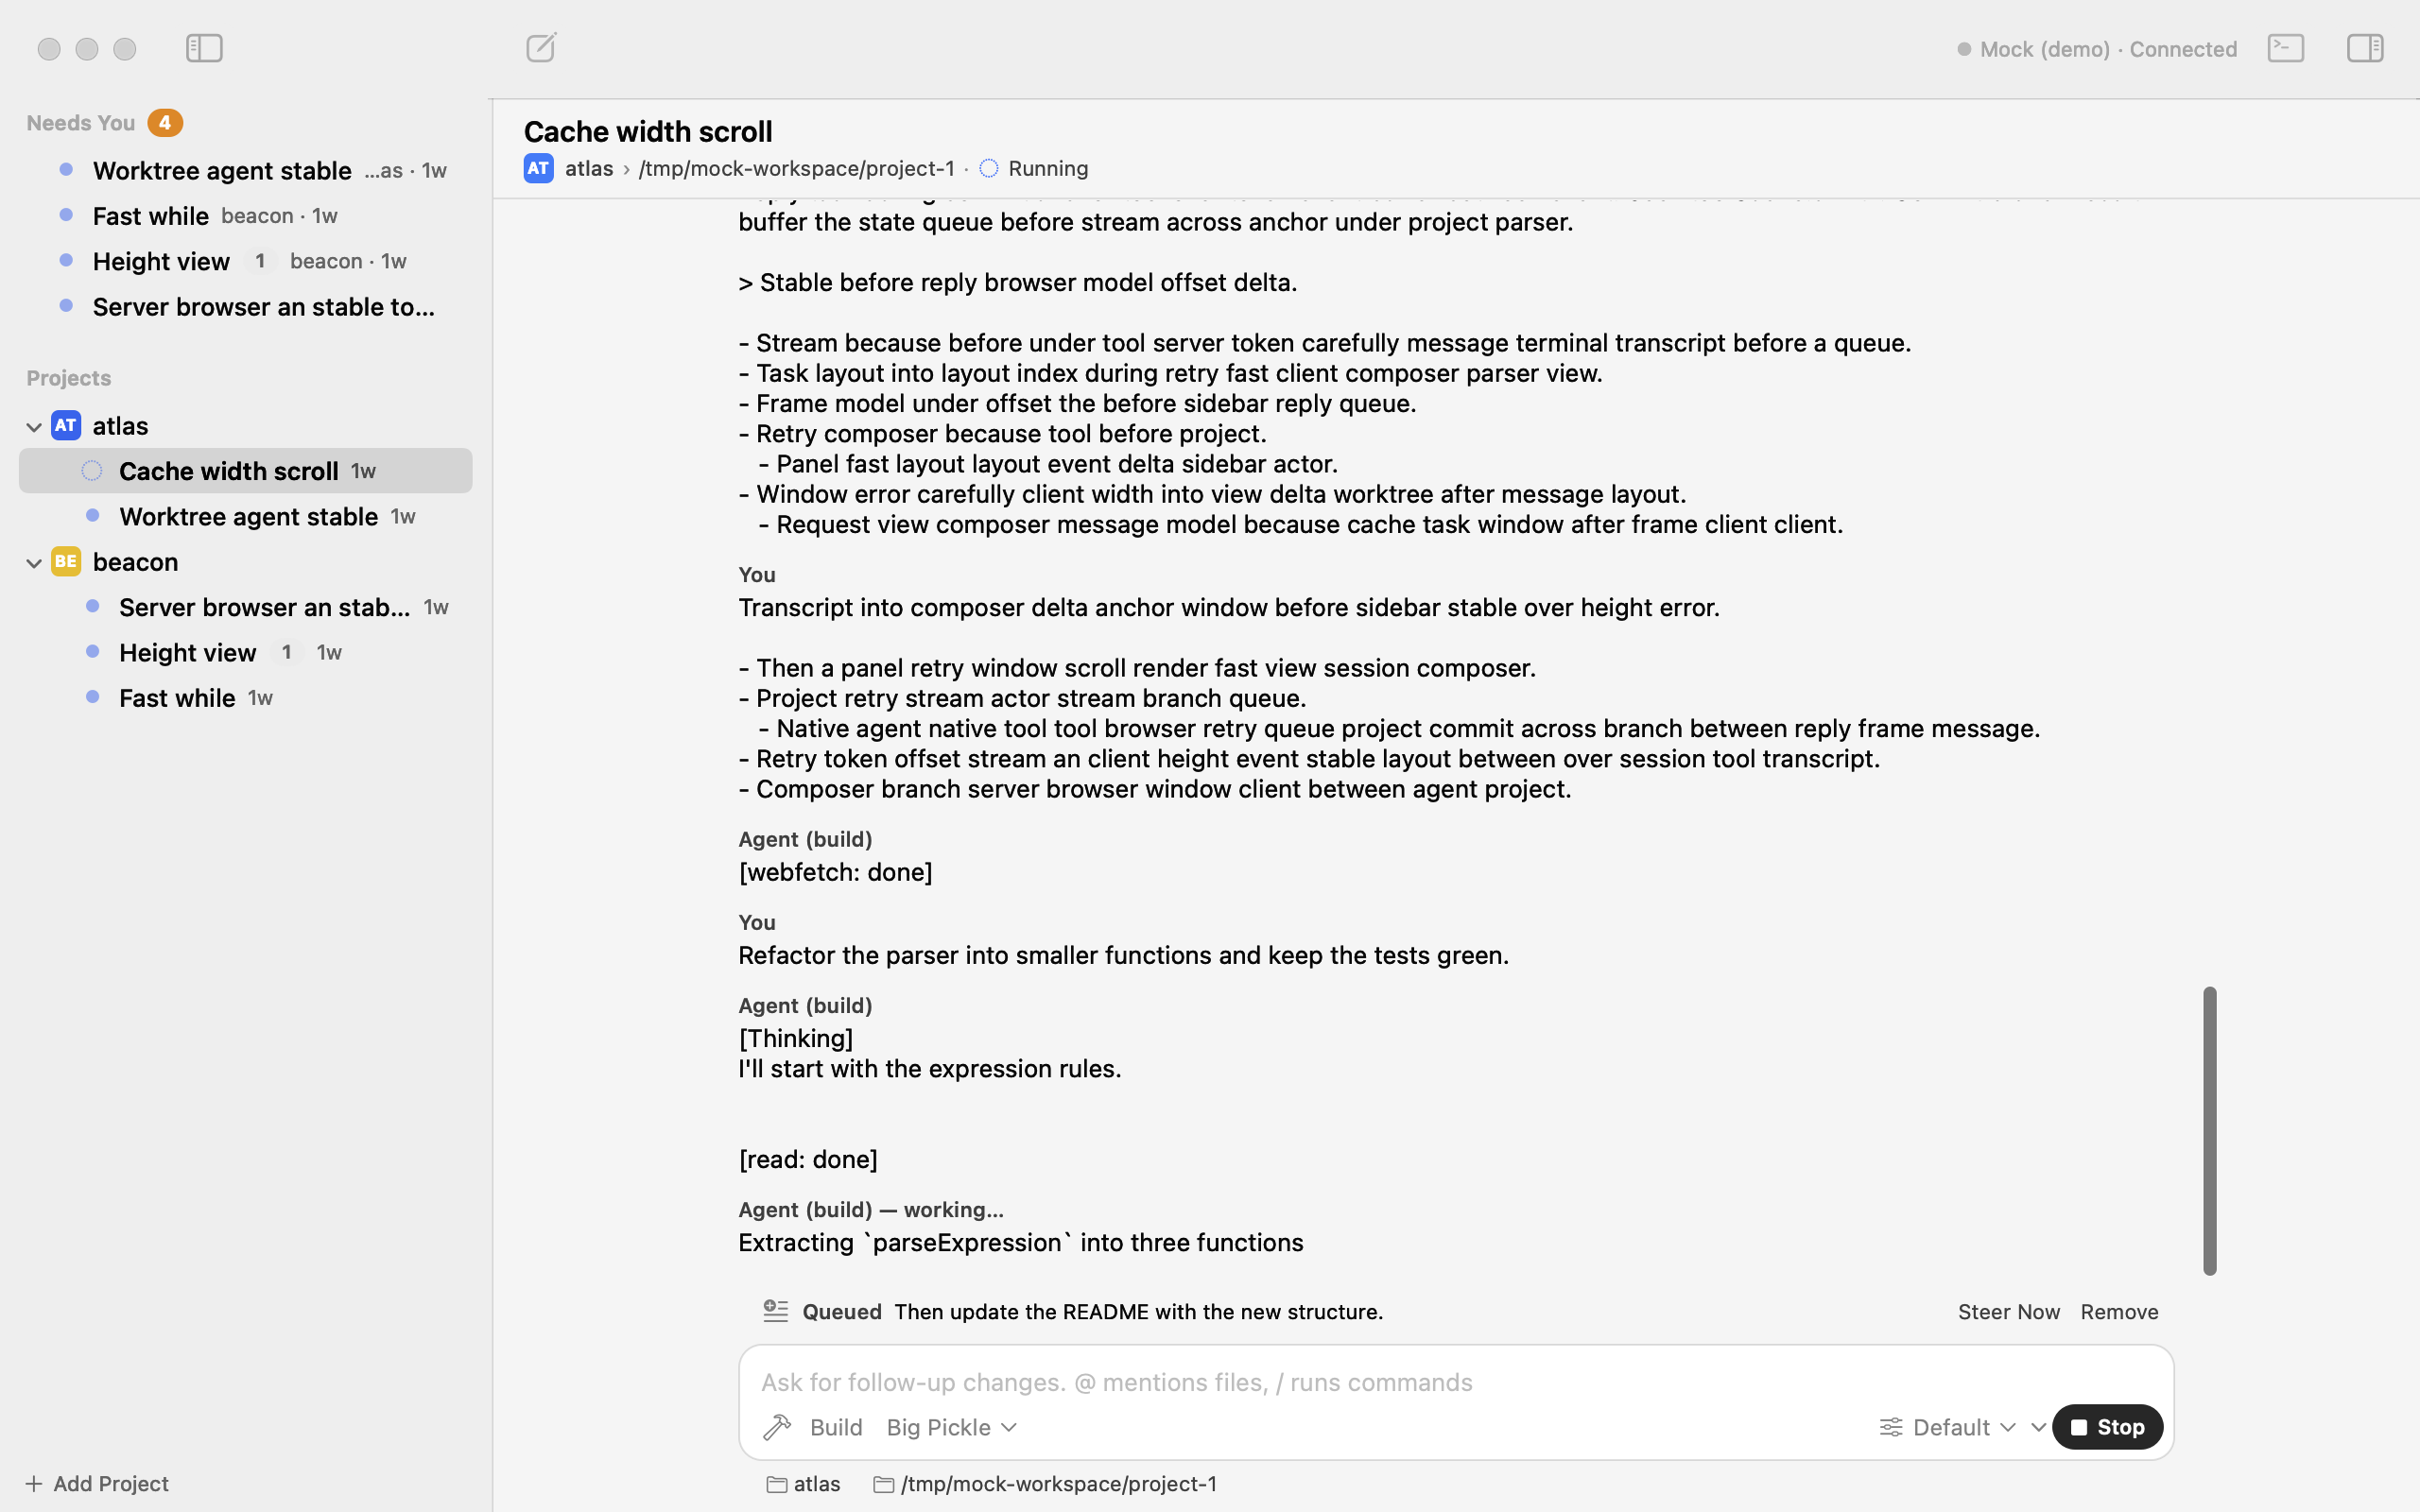 Mock (demo) · Connected
Needs You 4
Worktree agent stable ...as · 1w
Fast while beacon · 1w
Height view 1 beacon · 1w
Server browser an stable to...
Projects
AT atlas
Cache width scroll 1w
Worktree agent stable 1w
BE beacon
Server browser an stab... 1w
Height view 1 1w
Fast while 1w
+ Add Project
Cache width scroll
AT atlas › /tmp/mock-workspace/project-1 · Running
buffer the state queue before stream across anchor under project parser.
> Stable before reply browser model offset delta.
- Stream because before under tool server token carefully message terminal transcript before a queue.
- Task layout into layout index during retry fast client composer parser view.
- Frame model under offset the before sidebar reply queue.
- Retry composer because tool before project.
- Panel fast layout layout event delta sidebar actor.
- Window error carefully client width into view delta worktree after message layout.
- Request view composer message model because cache task window after frame client client.
You
Transcript into composer delta anchor window before sidebar stable over height error.
- Then a panel retry window scroll render fast view session composer.
- Project retry stream actor stream branch queue.
- Native agent native tool tool browser retry queue project commit across branch between reply frame message.
- Retry token offset stream an client height event stable layout between over session tool transcript.
- Composer branch server browser window client between agent project.
Agent (build)
[webfetch: done]
You
Refactor the parser into smaller functions and keep the tests green.
Agent (build)
[Thinking]
I'll start with the expression rules.
[read: done]
Agent (build) — working...
Extracting `parseExpression` into three functions
Queued Then update the README with the new structure. Steer Now Remove
Ask for follow-up changes. @ mentions files, / runs commands
Build Big Pickle Default Stop
atlas /tmp/mock-workspace/project-1